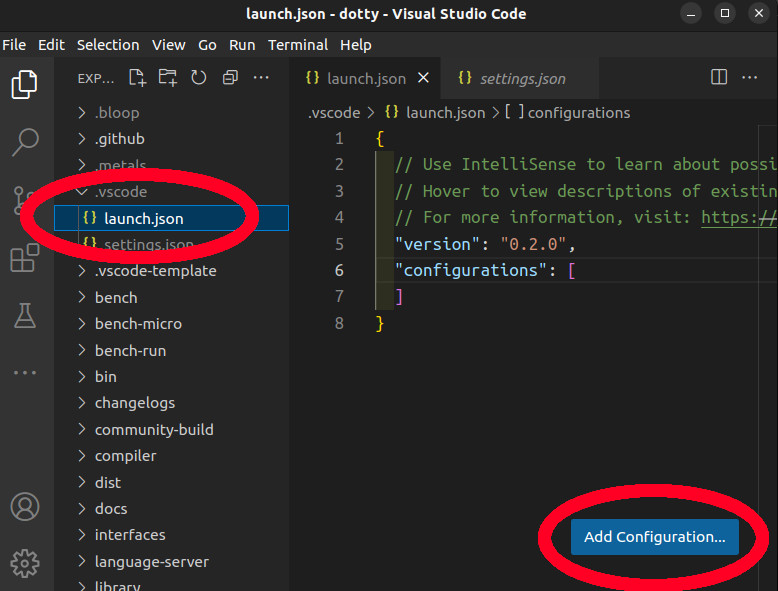 launch.json - dotty - Visual Studio Code
File Edit Selection View Go Run Terminal Help
EXP...
launch.json
settings.json
.vscode > launch.json > [ ] configurations
.bloop
.github
.metals
.vscode
launch.json
settings.json
.vscode-template
bench
bench-micro
bench-run
bin
changelogs
community-build
compiler
dist
docs
interfaces
language-server
library
1 {
2 // Use IntelliSense to learn about possi
3 // Hover to view descriptions of existin
4 // For more information, visit: https://
5 "version": "0.2.0",
6 "configurations": [
7 ]
8 }
Add Configuration...